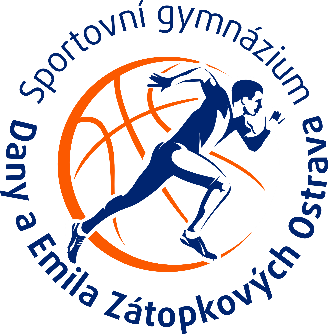 Sportovní gymnázium
Dany a Emila Zátopkových Ostrava